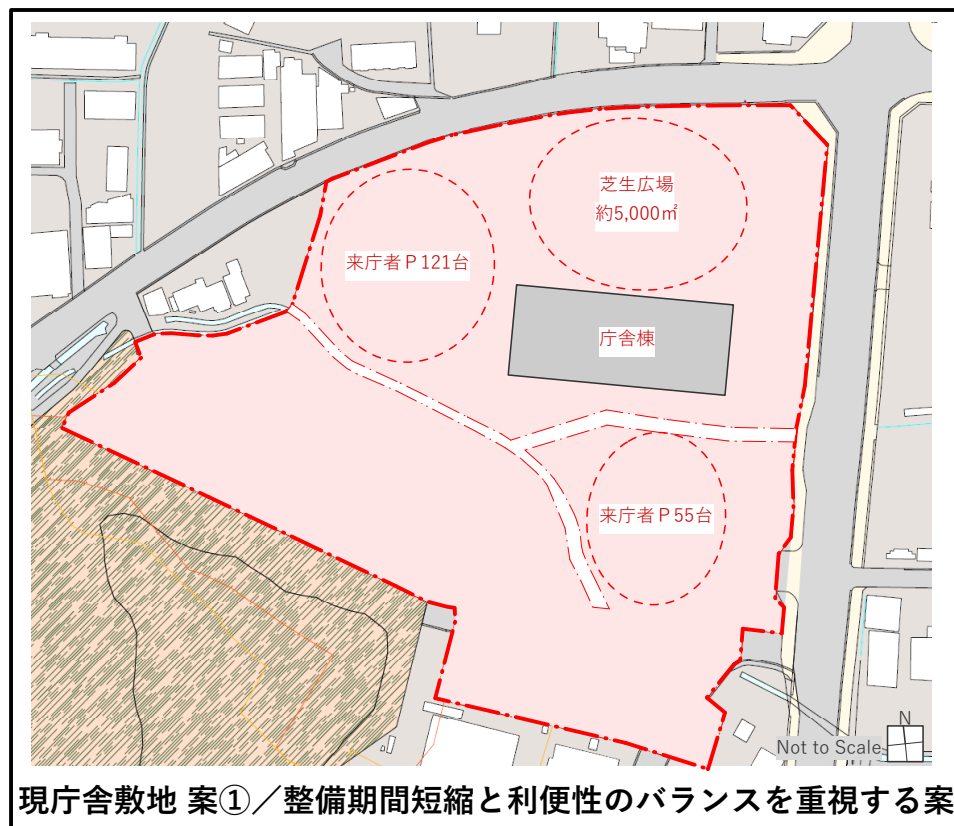 芝生広場
約5,000㎡
来庁者P121台
庁舎棟
来庁者P55台
N
Not to Scale
現庁舎敷地 案①／整備期間短縮と利便性のバランスを重視する案